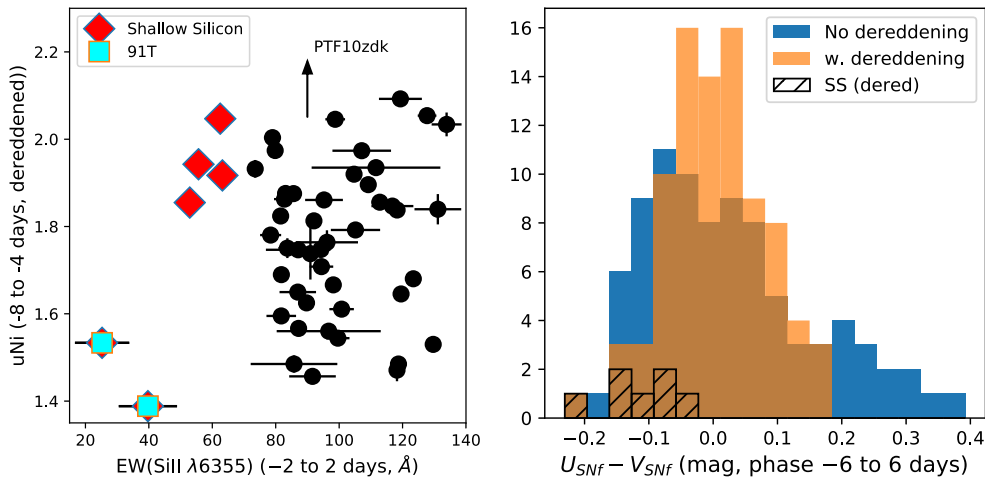 Shallow Silicon
91T
PTF10zdk
2.2
2.0
1.8
1.6
1.4
uNi (-8 to -4 days, dereddened))
20 40 60 80 100 120 140
EW(SiII λ6355) (−2 to 2 days, Å)
No dereddening
w. dereddening
SS (dered)
16
14
12
10
8
6
4
2
0
−0.2 −0.1 0.0 0.1 0.2 0.3 0.4
U_SNf − V_SNf (mag, phase −6 to 6 days)